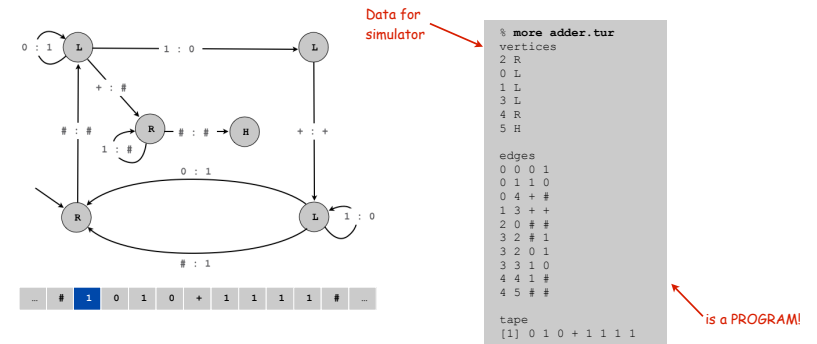 Data for
simulator
0 : 1
L
1 : 0
L
+ : #
# : #
R
# : #
H
+ : +
1 : #
0 : 1
R
L
1 : 0
# : 1
… # 1 0 1 0 + 1 1 1 1 # …
% more adder.tur
vertices
2 R
0 L
1 L
3 L
4 R
5 H
edges
0 0 0 1
0 1 1 0
0 4 + #
1 3 + +
2 0 # #
3 2 # 1
3 2 0 1
3 3 1 0
4 4 1 #
4 5 # #
tape
[1] 0 1 0 + 1 1 1 1
is a PROGRAM!